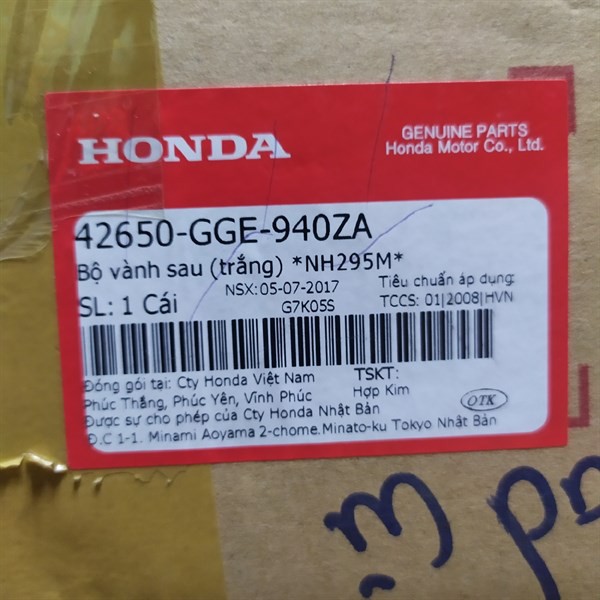 HONDA
GENUINE PARTS
Honda Motor Co., Ltd.
42650-GGE-940ZA
Bộ vành sau (trắng) *NH295M*
SL: 1 Cái
NSX: 05-07-2017
G7K05S
Tiêu chuẩn áp dụng:
TCCS: 01|2008|HVN
Đóng gói tại: Cty Honda Việt Nam
Phúc Thắng, Phúc Yên, Vĩnh Phúc
Được sự cho phép của Cty Honda Nhật Bản
Đ.C 1-1. Minami Aoyama 2-chome.Minato-ku Tokyo Nhật Bản
TSKT:
Hợp Kim
OTK